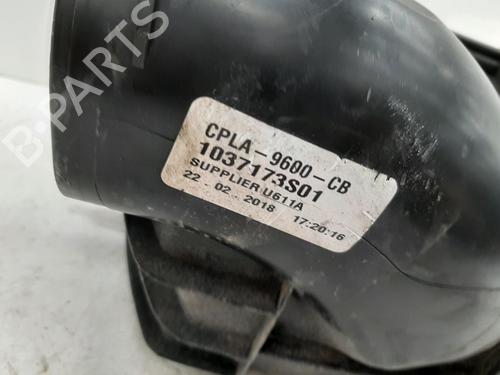 B-PARTS
CPLA-9600-CB
1037173S01
SUPPLIER U611A
22 - 02 - 2018 17:20:16